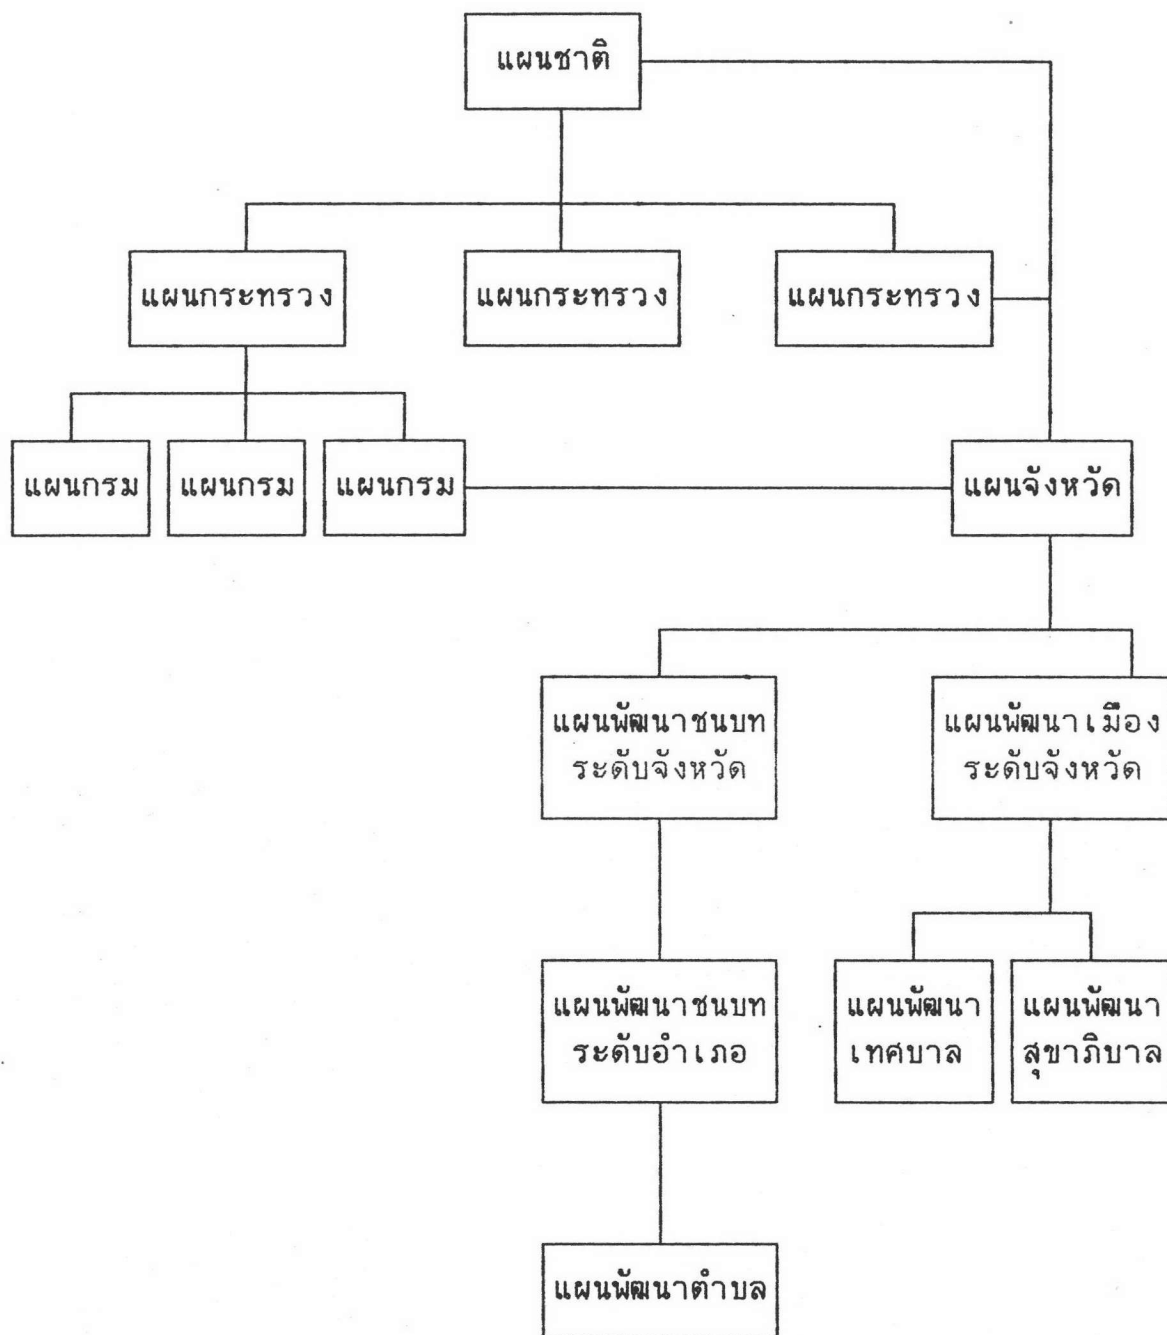 แผนชาติ
แผนกระทรวง
แผนกระทรวง
แผนกระทรวง
แผนกรม
แผนกรม
แผนกรม
แผนจังหวัด
แผนพัฒนาชนบท
ระดับจังหวัด
แผนพัฒนาเมือง
ระดับจังหวัด
แผนพัฒนาชนบท
ระดับอำเภอ
แผนพัฒนา
เทศบาล
แผนพัฒนา
สุขาภิบาล
แผนพัฒนาตำบล